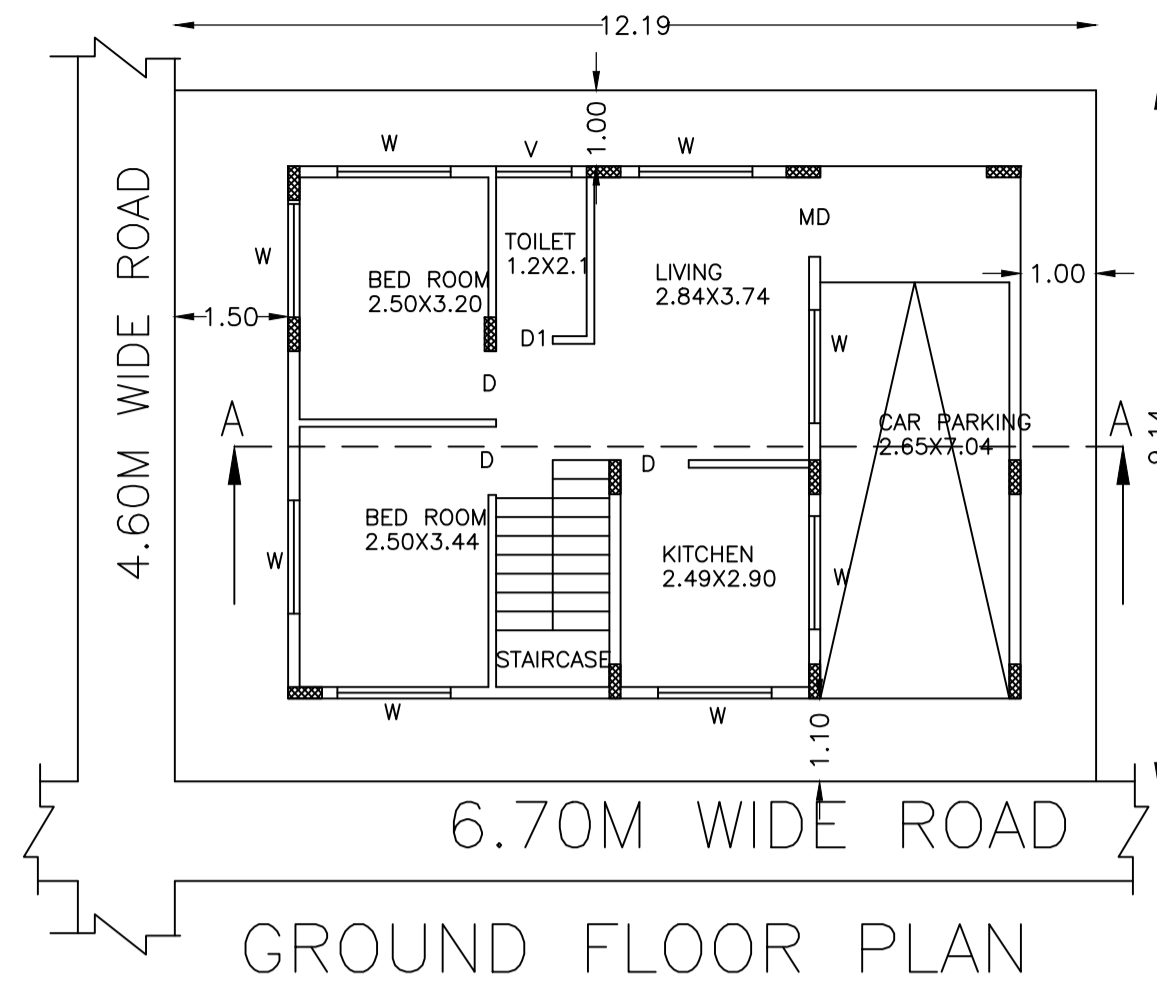 12.19
1.00
W
V
W
4.60M WIDE ROAD
MD
W
TOILET
1.2X2.1
BED ROOM
2.50X3.20
LIVING
2.84X3.74
1.00
1.50
D1
W
D
A
CAR PARKING
2.65X7.04
A
D
D
BED ROOM
2.50X3.44
KITCHEN
2.49X2.90
W
W
STAIRCASE
W
W
1.10
6.70M WIDE ROAD
GROUND FLOOR PLAN